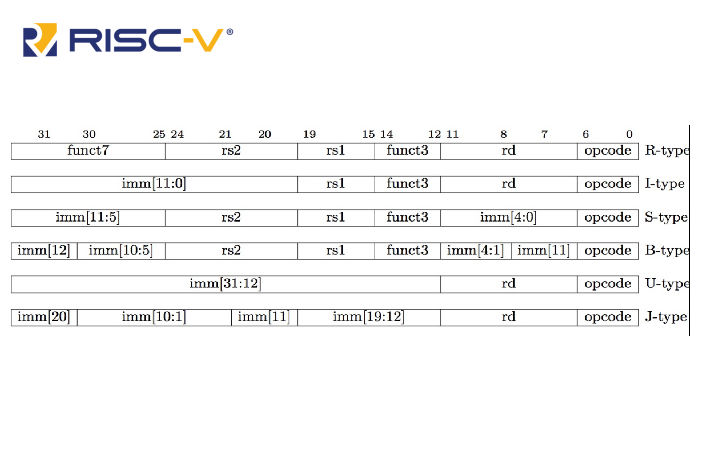 RISC-V®
31 30 25 24 21 20 19 15 14 12 11 8 7 6 0
funct7 rs2 rs1 funct3 rd opcode R-type
imm[11:0] rs1 funct3 rd opcode I-type
imm[11:5] rs2 rs1 funct3 imm[4:0] opcode S-type
imm[12] imm[10:5] rs2 rs1 funct3 imm[4:1] imm[11] opcode B-type
imm[31:12] rd opcode U-type
imm[20] imm[10:1] imm[11] imm[19:12] rd opcode J-type